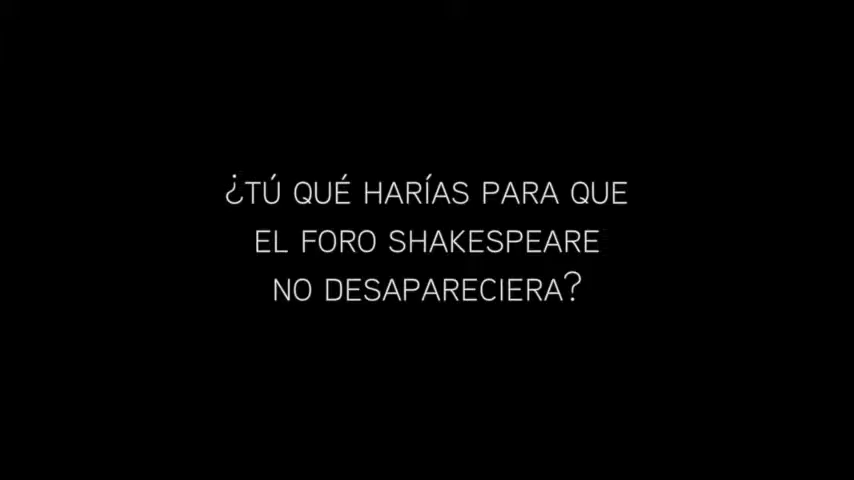 ¿TÚ QUÉ HARÍAS PARA QUE
EL FORO SHAKESPEARE
NO DESAPARECIERA?